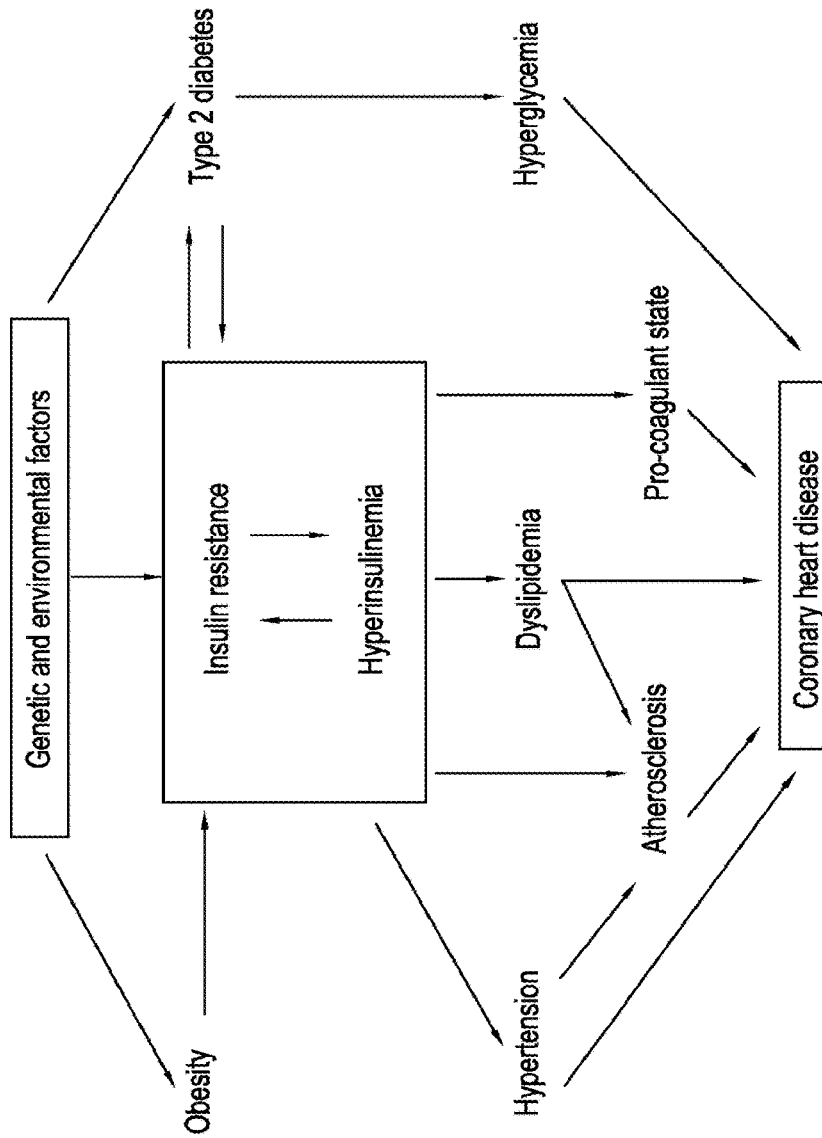 Genetic and environmental factors
Obesity
Type 2 diabetes
Insulin resistance
Hyperinsulinemia
Hypertension
Dyslipidemia
Hyperglycemia
Atherosclerosis
Pro-coagulant state
Coronary heart disease